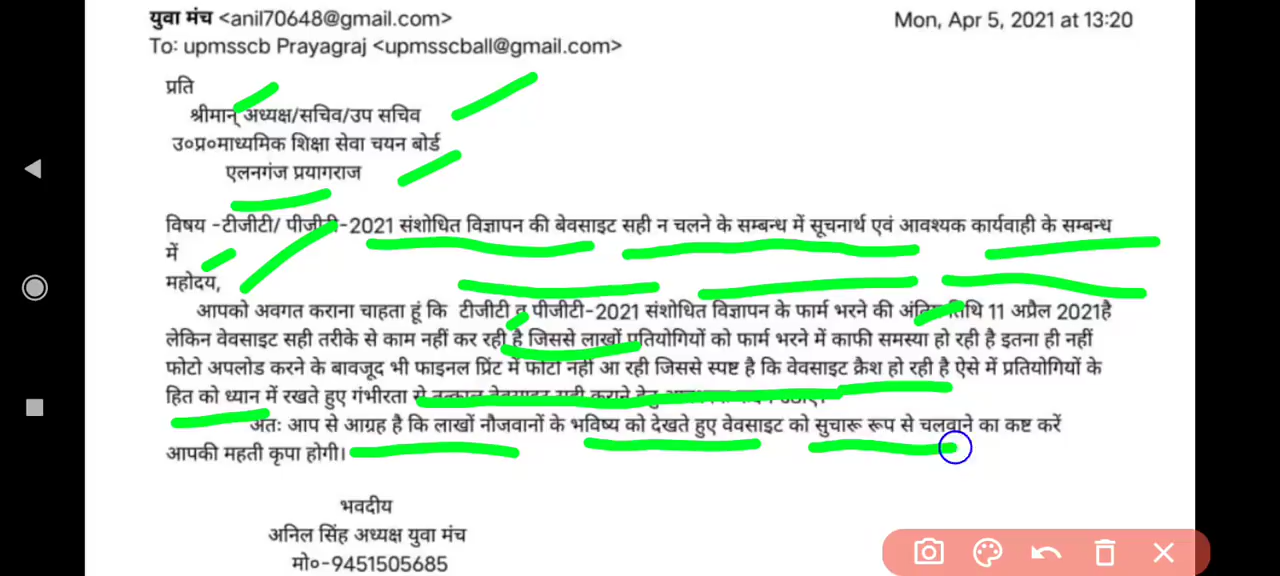 युवा मंच <anil70648@gmail.com> Mon, Apr 5, 2021 at 13:20
To: upmsscb Prayagraj <upmsscball@gmail.com>
प्रति
श्रीमान् अध्यक्ष/सचिव/उप सचिव
उ०प्र०माध्यमिक शिक्षा सेवा चयन बोर्ड
एलनगंज प्रयागराज
विषय -टीजीटी/ पीजीटी-2021 संशोधित विज्ञापन की बेवसाइट सही न चलने के सम्बन्ध में सूचनार्थ एवं आवश्यक कार्यवाही के सम्बन्ध
में
महोदय,
आपको अवगत कराना चाहता हूं कि टीजीटी व पीजीटी-2021 संशोधित विज्ञापन के फार्म भरने की अंतिम तिथि 11 अप्रैल 2021है
लेकिन वेवसाइट सही तरीके से काम नहीं कर रही है जिससे लाखों प्रतियोगियों को फार्म भरने में काफी समस्या हो रही है इतना ही नहीं
फोटो अपलोड करने के बावजूद भी फाइनल प्रिंट में फोटो नहीं आ रही जिससे स्पष्ट है कि वेवसाइट क्रैश हो रही है ऐसे में प्रतियोगियों के
हित को ध्यान में रखते हुए गंभीरता से तत्काल वेवसाइट सही कराने हेतु
अतः आप से आग्रह है कि लाखों नौजवानों के भविष्य को देखते हुए वेवसाइट को सुचारू रूप से चलवाने का कष्ट करें
आपकी महती कृपा होगी।
भवदीय
अनिल सिंह अध्यक्ष युवा मंच
मो०-9451505685